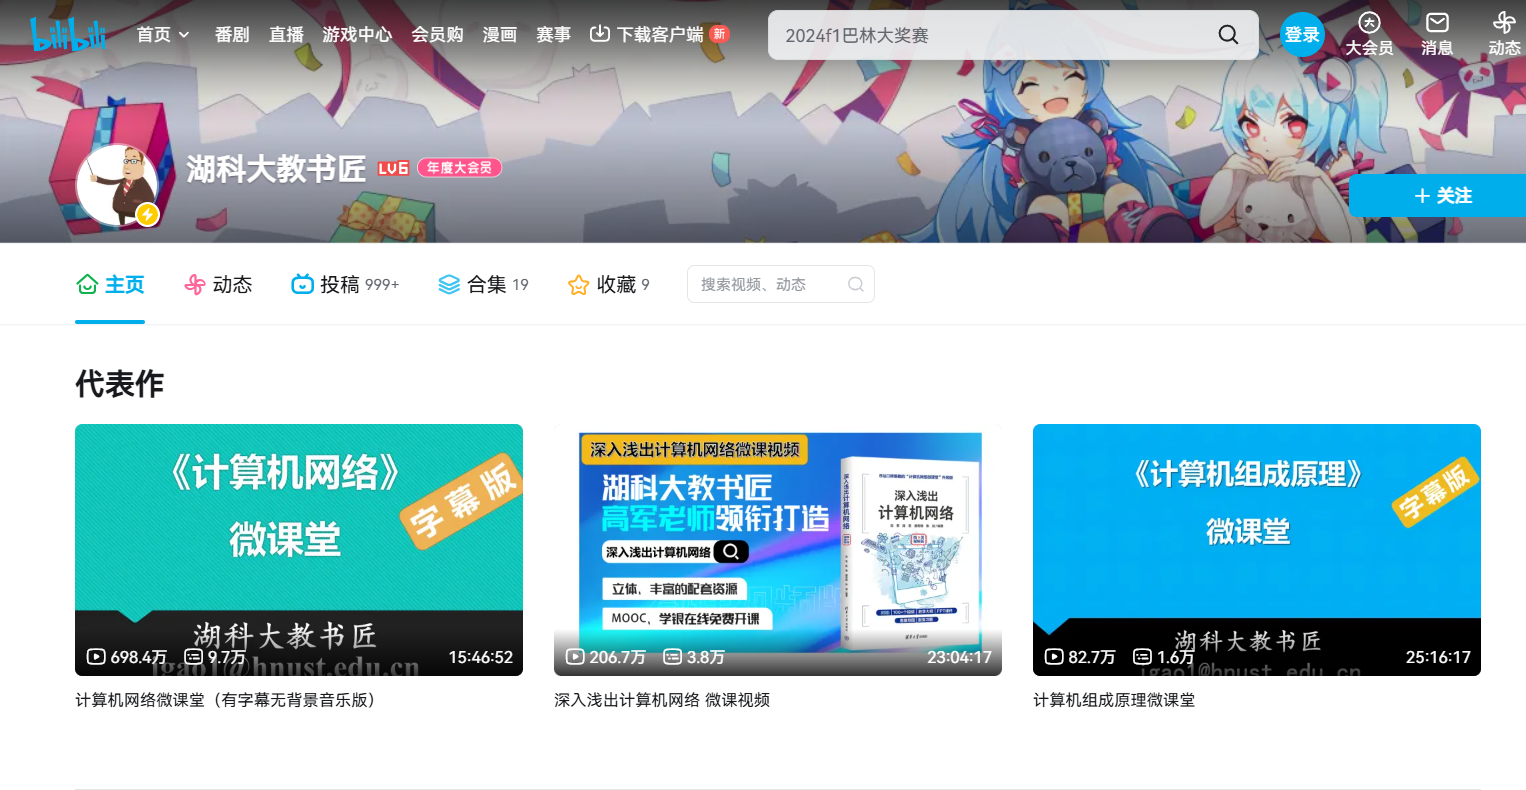 bilibili 首页 番剧 直播 游戏中心 会员购 漫画 赛事 下载客户端 新 2024f1巴林大奖赛 登录 大会员 消息 动态
湖科大教书匠 LV6 年度大会员
+ 关注
主页 动态 投稿 999+ 合集 19 收藏 9 搜索视频、动态
代表作
《计算机网络》
微课堂
字幕版
湖科大教书匠
698.4万 9.7万 15:46:52
计算机网络微课堂（有字幕无背景音乐版）
深入浅出计算机网络微课视频
湖科大教书匠
高军老师领衔打造
深入浅出计算机网络
立体、丰富的配套资源
MOOC、学银在线免费开课
深入浅出
计算机网络
206.7万 3.8万 23:04:17
深入浅出计算机网络 微课视频
《计算机组成原理》
微课堂
字幕版
湖科大教书匠
82.7万 1.6万 25:16:17
计算机组成原理微课堂